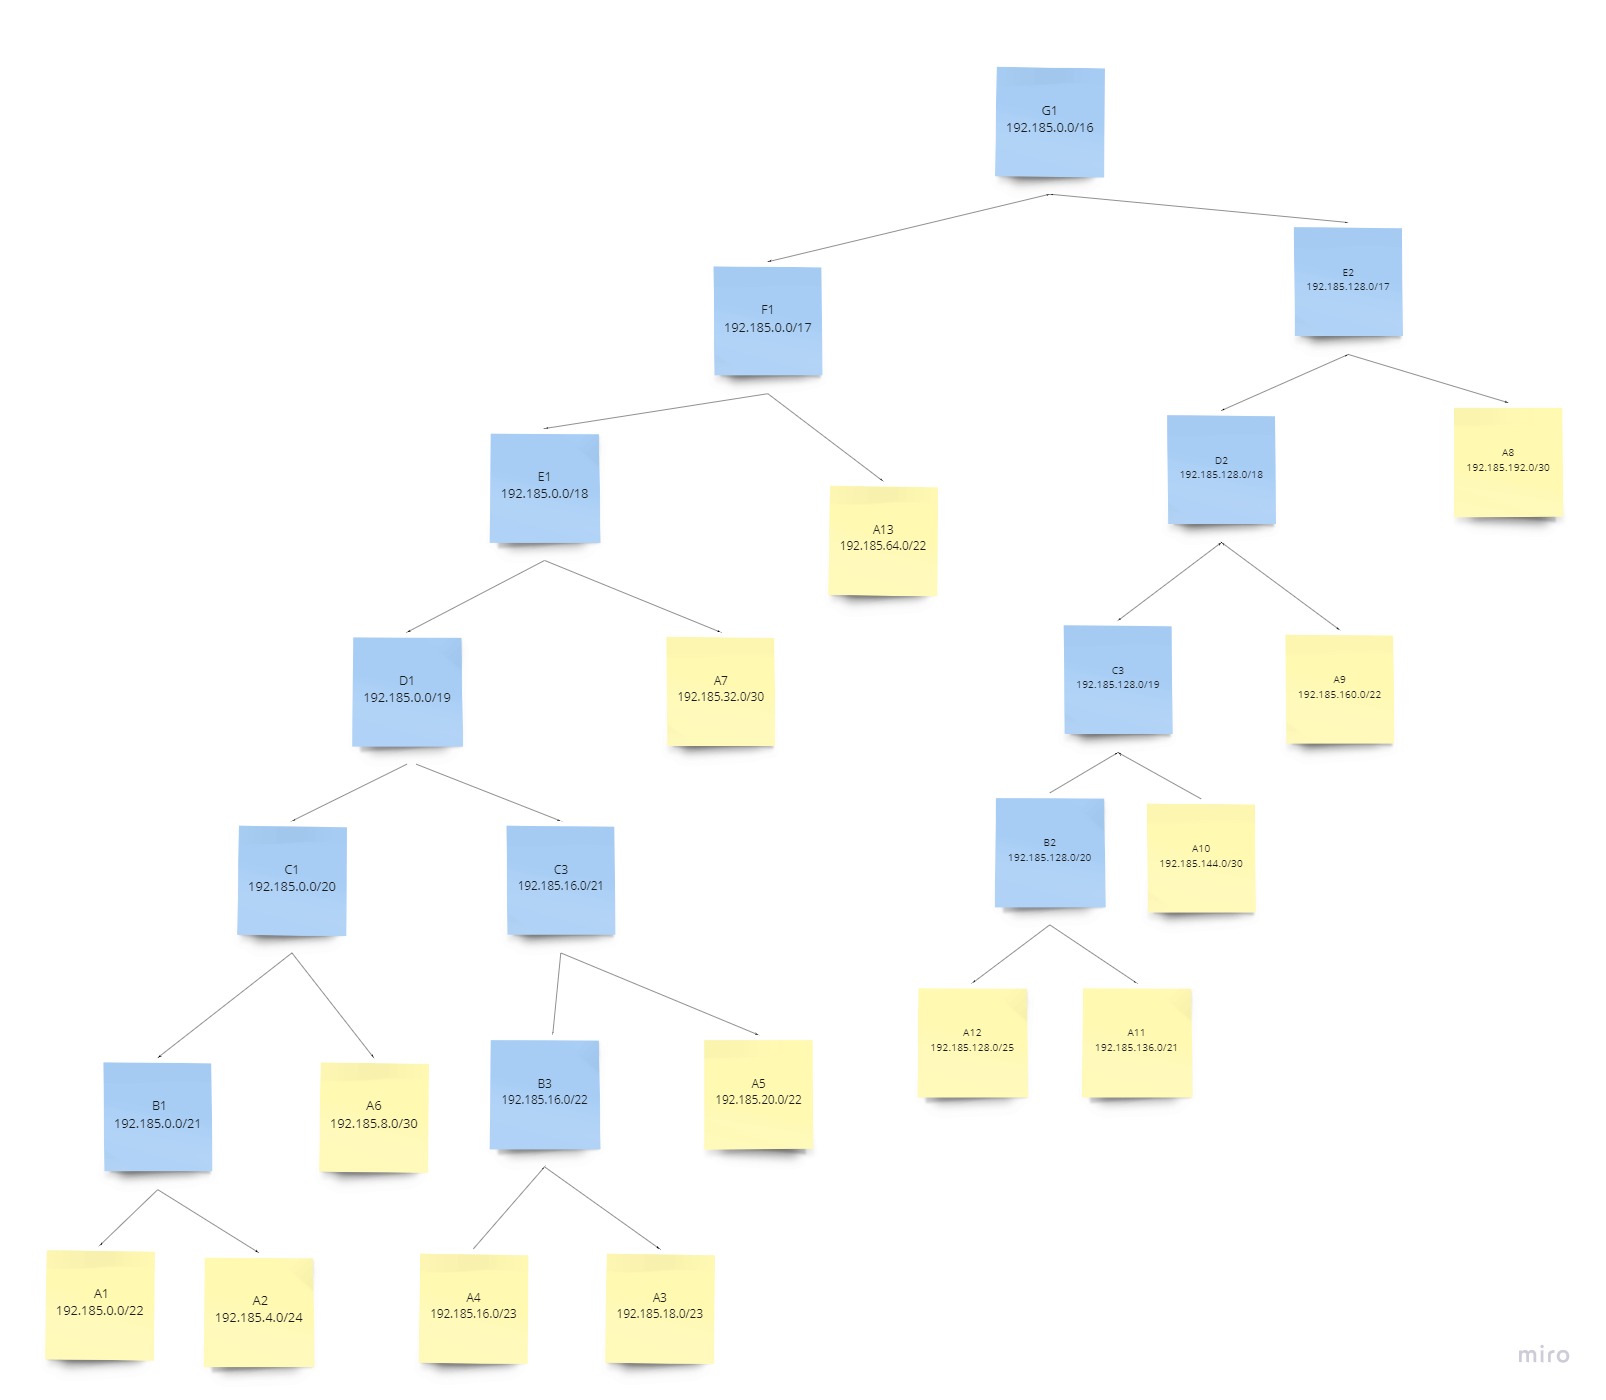 G1
192.185.0.0/16
E2
192.185.128.0/17
F1
192.185.0.0/17
D2
192.185.128.0/18
A8
192.185.192.0/30
E1
192.185.0.0/18
A13
192.185.64.0/22
D1
192.185.0.0/19
A7
192.185.32.0/30
C3
192.185.128.0/19
A9
192.185.160.0/22
C1
192.185.0.0/20
C3
192.185.16.0/21
B2
192.185.128.0/20
A10
192.185.144.0/30
A12
192.185.128.0/25
A11
192.185.136.0/21
B1
192.185.0.0/21
A6
192.185.8.0/30
B3
192.185.16.0/22
A5
192.185.20.0/22
A1
192.185.0.0/22
A2
192.185.4.0/24
A4
192.185.16.0/23
A3
192.185.18.0/23
miro